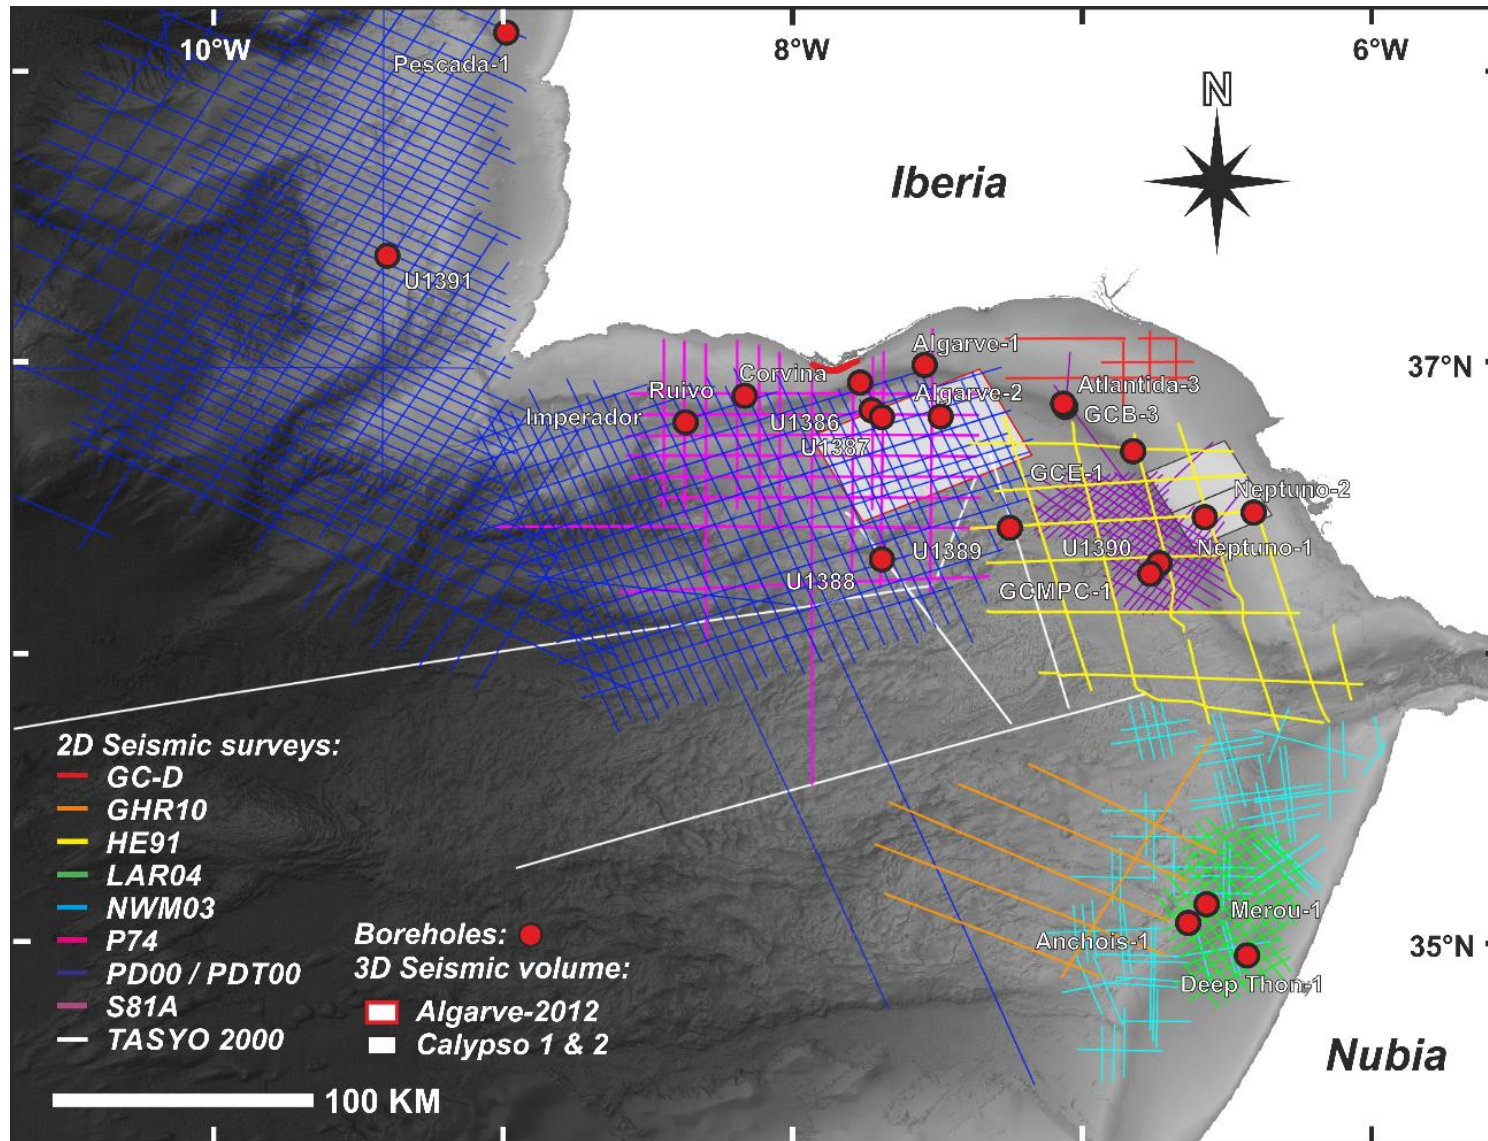 10°W
8°W
6°W
Pescada-1
N
Iberia
U1391
Algarve-1
37°N
Corvina
Ruivo
Atlantida-3
Algarve-2
Imperador
GCB-3
U1386
U1387
GCE-1
Neptuno-2
U1389
U1390
Neptuno-1
U1388
GCMPC-1
2D Seismic surveys:
GC-D
GHR10
HE91
LAR04
NWM03
P74
PD00 / PDT00
S81A
TASYO 2000
Boreholes:
3D Seismic volume:
Algarve-2012
Calypso 1 & 2
Merou-1
Anchois-1
35°N
Deep Thon-1
Nubia
100 KM